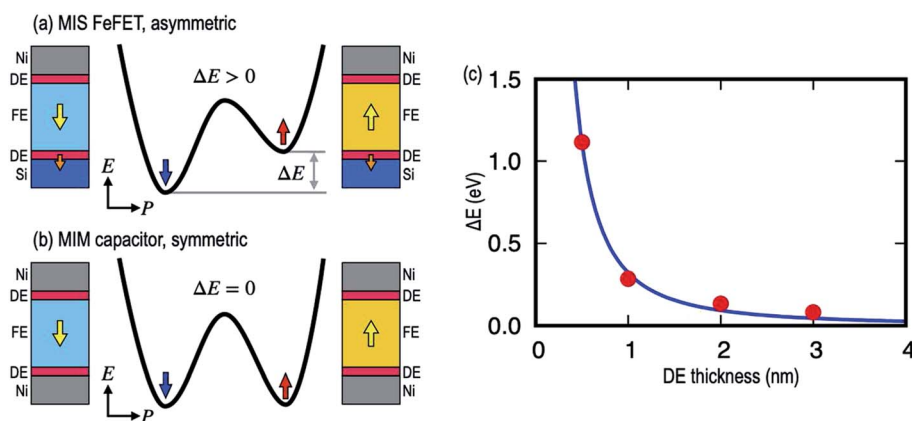 (a) MIS FeFET, asymmetric
Ni
DE
FE
DE
Si
ΔE > 0
ΔE
E
P
Ni
DE
FE
DE
Si
(b) MIM capacitor, symmetric
Ni
DE
FE
DE
Ni
ΔE = 0
E
P
Ni
DE
FE
DE
Ni
(c)
ΔE (eV)
1.5
1.0
0.5
0.0
0 1 2 3 4
DE thickness (nm)